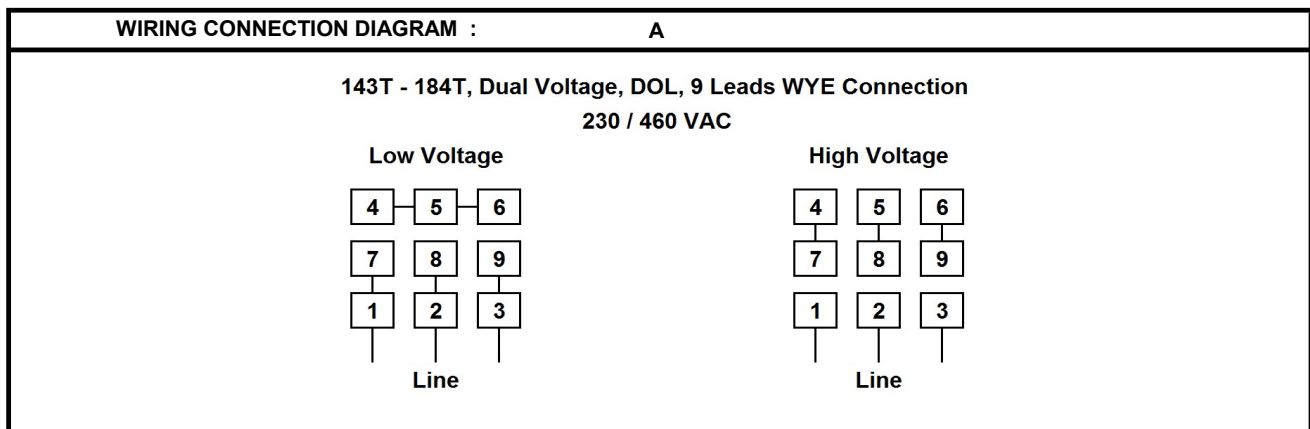 WIRING CONNECTION DIAGRAM : A
143T - 184T, Dual Voltage, DOL, 9 Leads WYE Connection
230 / 460 VAC
Low Voltage
4 5 6
7 8 9
1 2 3
Line
High Voltage
4 5 6
7 8 9
1 2 3
Line